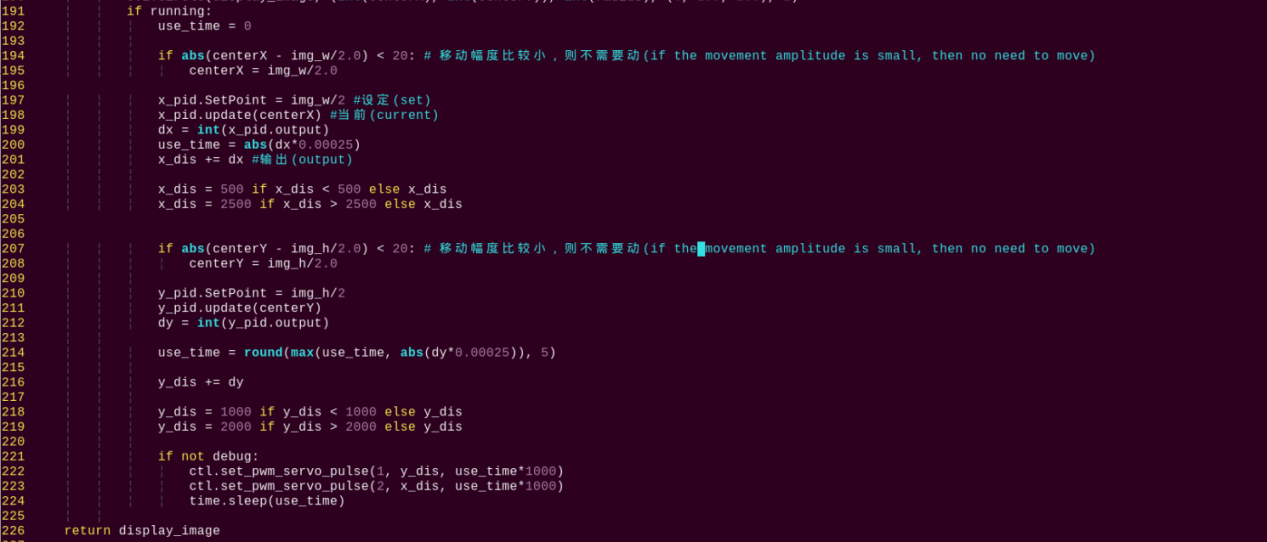 191 if running:
192 use_time = 0
193
194 if abs(centerX - img_w/2.0) < 20: # 移动幅度比较小，则不需要动(if the movement amplitude is small, then no need to move)
195 centerX = img_w/2.0
196
197 x_pid.SetPoint = img_w/2 #设定(set)
198 x_pid.update(centerX) #当前(current)
199 dx = int(x_pid.output)
200 use_time = abs(dx*0.00025)
201 x_dis += dx #输出(output)
202
203 x_dis = 500 if x_dis < 500 else x_dis
204 x_dis = 2500 if x_dis > 2500 else x_dis
205
206
207 if abs(centerY - img_h/2.0) < 20: # 移动幅度比较小，则不需要动(if the movement amplitude is small, then no need to move)
208 centerY = img_h/2.0
209
210 y_pid.SetPoint = img_h/2
211 y_pid.update(centerY)
212 dy = int(y_pid.output)
213
214 use_time = round(max(use_time, abs(dy*0.00025)), 5)
215
216 y_dis += dy
217
218 y_dis = 1000 if y_dis < 1000 else y_dis
219 y_dis = 2000 if y_dis > 2000 else y_dis
220
221 if not debug:
222 ctl.set_pwm_servo_pulse(1, y_dis, use_time*1000)
223 ctl.set_pwm_servo_pulse(2, x_dis, use_time*1000)
224 time.sleep(use_time)
225
226 return display_image